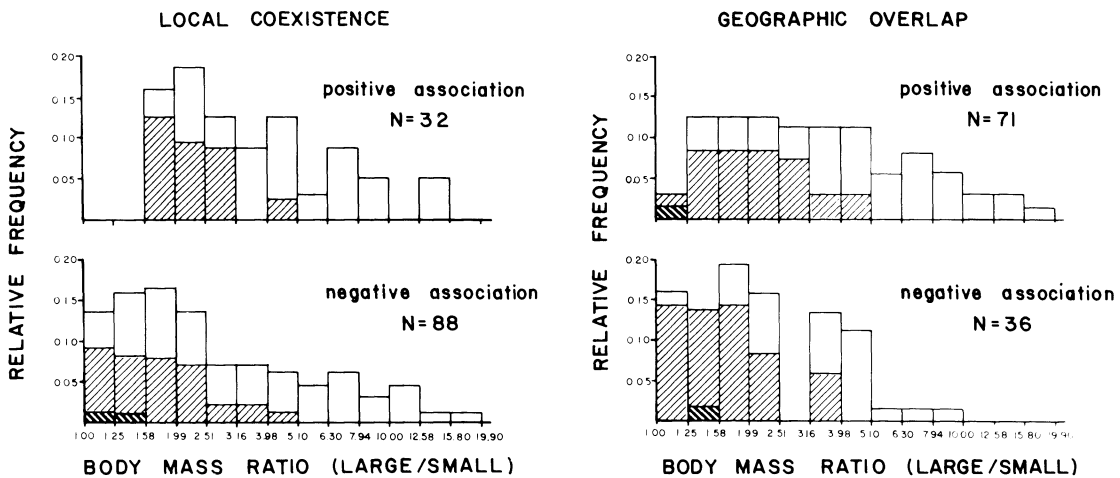 LOCAL COEXISTENCE
GEOGRAPHIC OVERLAP
RELATIVE FREQUENCY
0.20
0.15
0.10
0.05
positive association
N=32
0.20
0.15
0.10
0.05
negative association
N=88
1.00 1.25 1.58 1.99 2.51 3.16 3.98 5.10 6.30 7.94 10.00 12.58 15.80 19.90
BODY MASS RATIO (LARGE/SMALL)
RELATIVE FREQUENCY
0.20
0.15
0.10
0.05
positive association
N=71
0.20
0.15
0.10
0.05
negative association
N=36
1.00 1.25 1.58 1.99 2.51 3.16 3.98 5.10 6.30 7.94 10.00 12.58 15.80 19.90
BODY MASS RATIO (LARGE/SMALL)